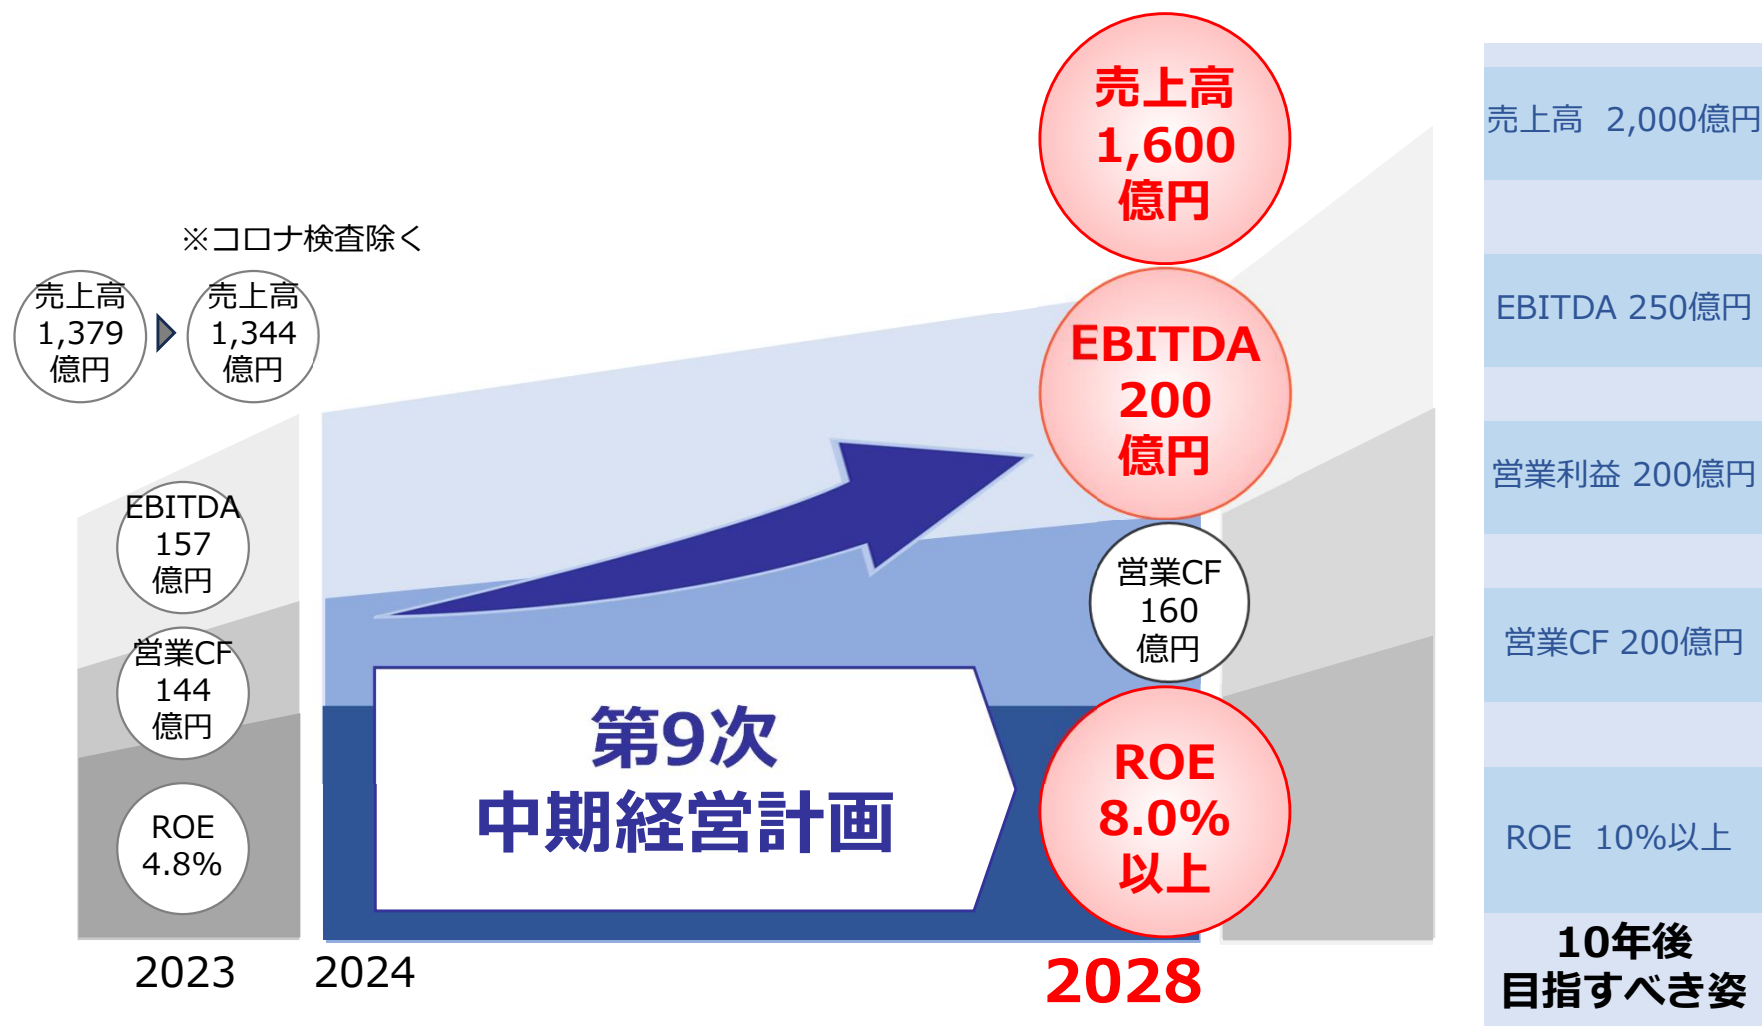 ※コロナ検査除く
売上高
1,379
億円
売上高
1,344
億円
EBITDA
157
億円
営業CF
144
億円
ROE
4.8%
2023
2024
第9次
中期経営計画
売上高
1,600
億円
EBITDA
200
億円
営業CF
160
億円
ROE
8.0%
以上
2028
売上高 2,000億円
EBITDA 250億円
営業利益 200億円
営業CF 200億円
ROE 10%以上
10年後
目指すべき姿